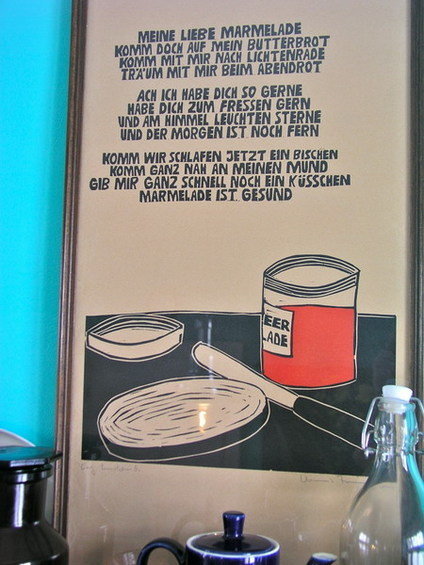 MEINE LIEBE MARMELADE
KOMM DOCH AUF MEIN BUTTERBROT
KOMM MIT MIR NACH LICHTENRADE
TRÄUM MIT MIR BEIM ABENDROT
ACH ICH HABE DICH SO GERNE
HABE DICH ZUM FRESSEN GERN
UND AM HIMMEL LEUCHTEN STERNE
UND DER MORGEN IST NOCH FERN
KOMM WIR SCHLAFEN JETZT EIN BISCHEN
KOMM GANZ NAH AN MEINEN MUND
GIB MIR GANZ SCHNELL NOCH EIN KÜSSCHEN
MARMELADE IST GESUND
EER
LADE